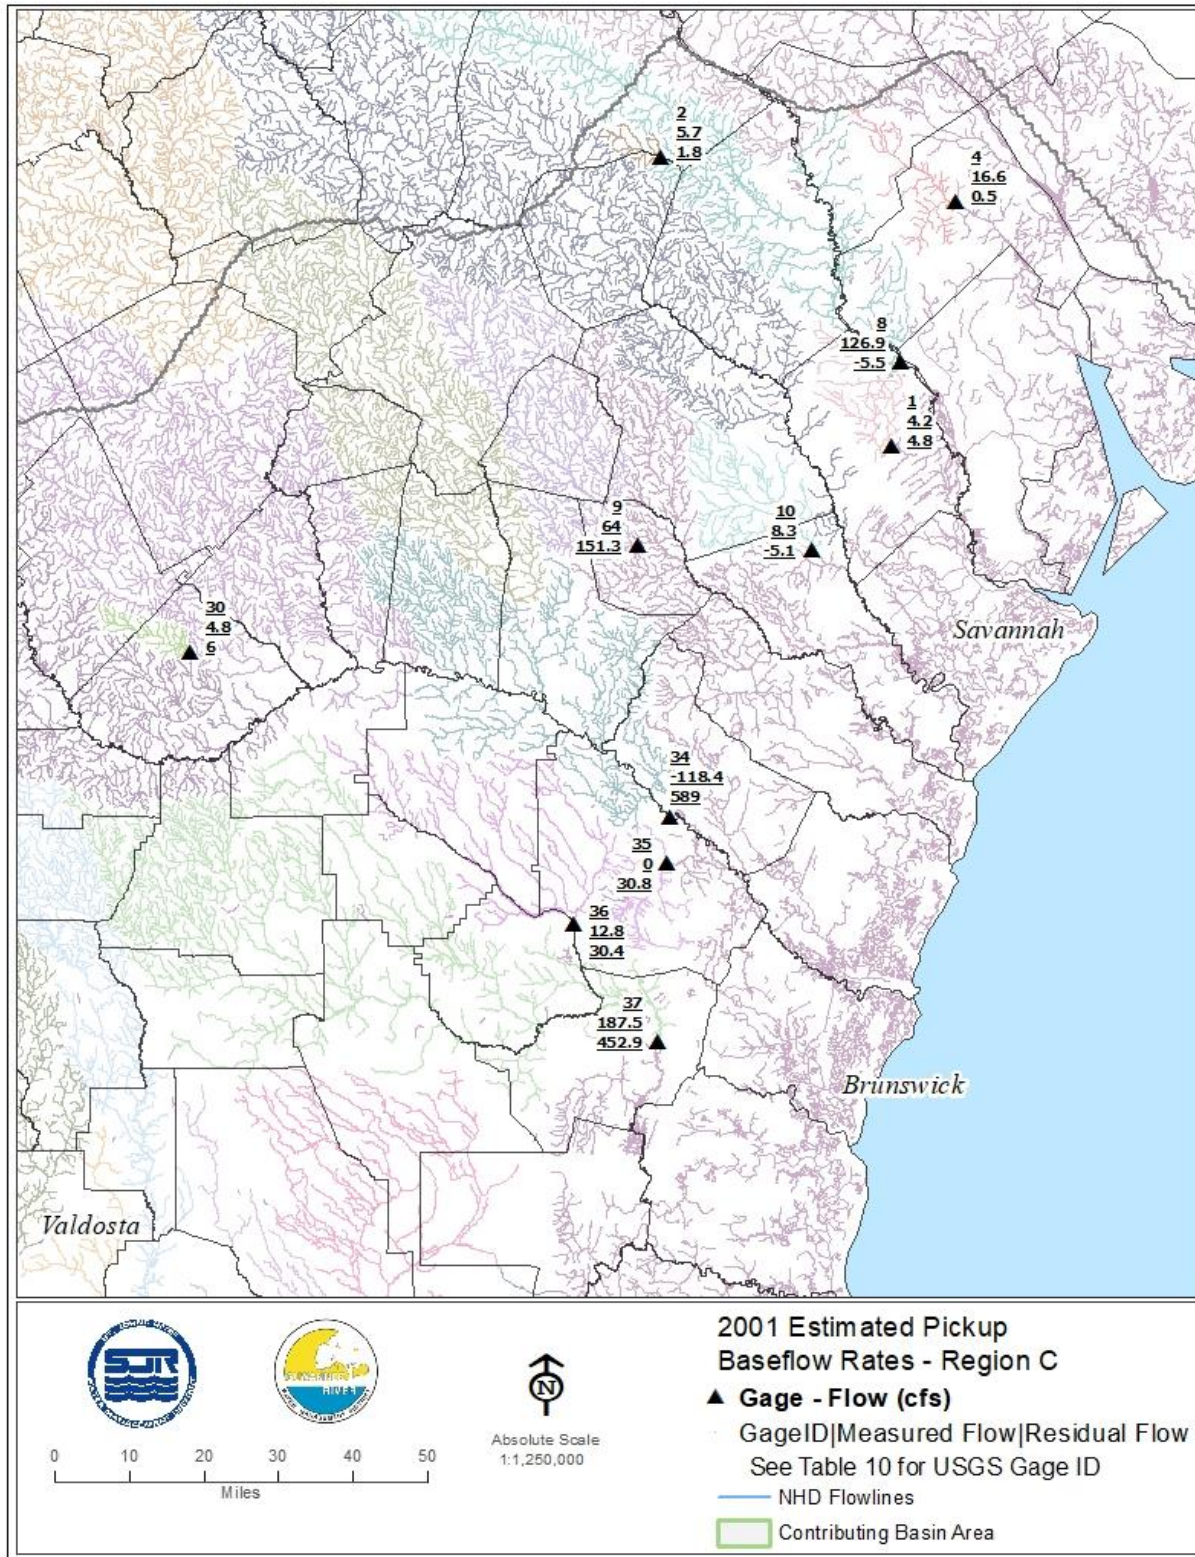 2
5.7
1.8
4
16.6
0.5
8
126.9
-5.5
1
4.2
4.8
9
64
151.3
10
8.3
-5.1
30
4.8
6
Savannah
34
-118.4
589
35
0
30.8
36
12.8
30.4
37
187.5
452.9
Brunswick
Valdosta
2001 Estimated Pickup
Baseflow Rates - Region C
Gage - Flow (cfs)
GageID|Measured Flow|Residual Flow
See Table 10 for USGS Gage ID
NHD Flowlines
Contributing Basin Area
SJR
RIVER
N
Absolute Scale
1:1,250,000
0 10 20 30 40 50
Miles